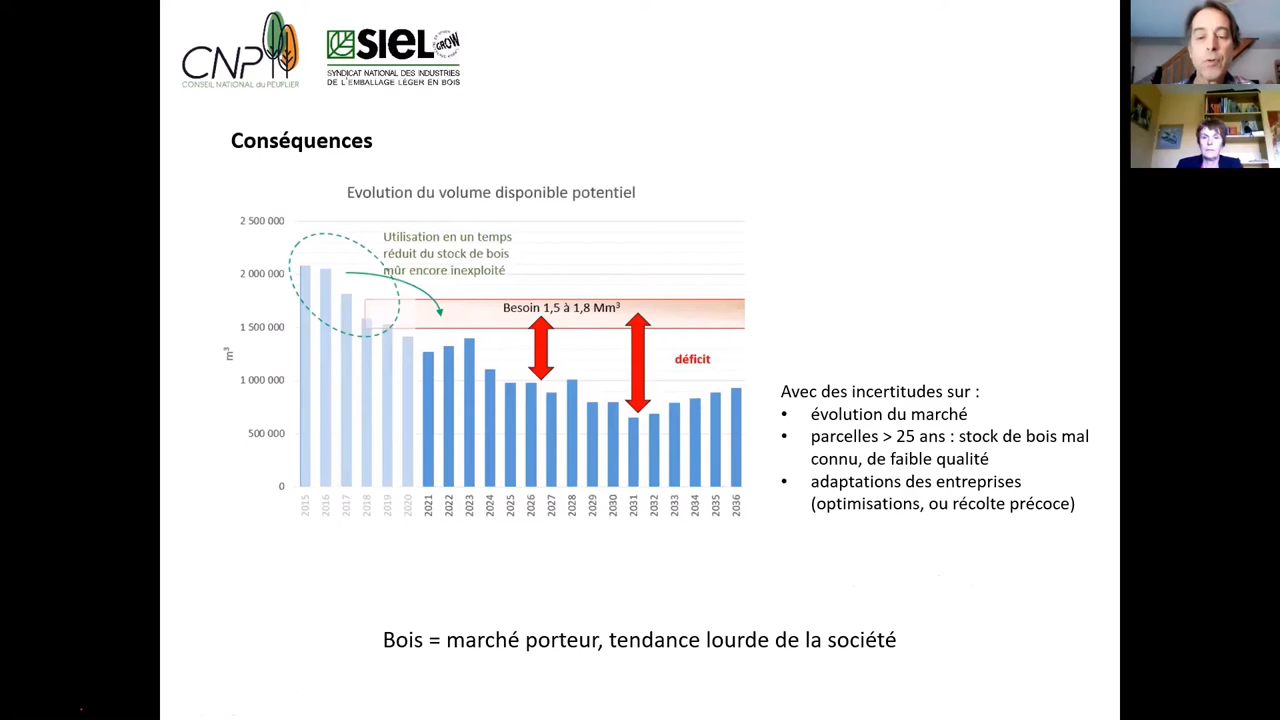 CNP
CONSEIL NATIONAL du PEUPLIER
SIEL
GROW
SYNDICAT NATIONAL DES INDUSTRIES
DE L'EMBALLAGE LÉGER EN BOIS
Conséquences
Evolution du volume disponible potentiel
2 500 000
2 000 000
1 500 000
1 000 000
500 000
0
m³
Utilisation en un temps
réduit du stock de bois
mûr encore inexploité
Besoin 1,5 à 1,8 Mm³
déficit
2015
2016
2017
2018
2019
2020
2021
2022
2023
2024
2025
2026
2027
2028
2029
2030
2031
2032
2033
2034
2035
2036
Avec des incertitudes sur :
• évolution du marché
• parcelles > 25 ans : stock de bois mal
connu, de faible qualité
• adaptations des entreprises
(optimisations, ou récolte précoce)
Bois = marché porteur, tendance lourde de la société